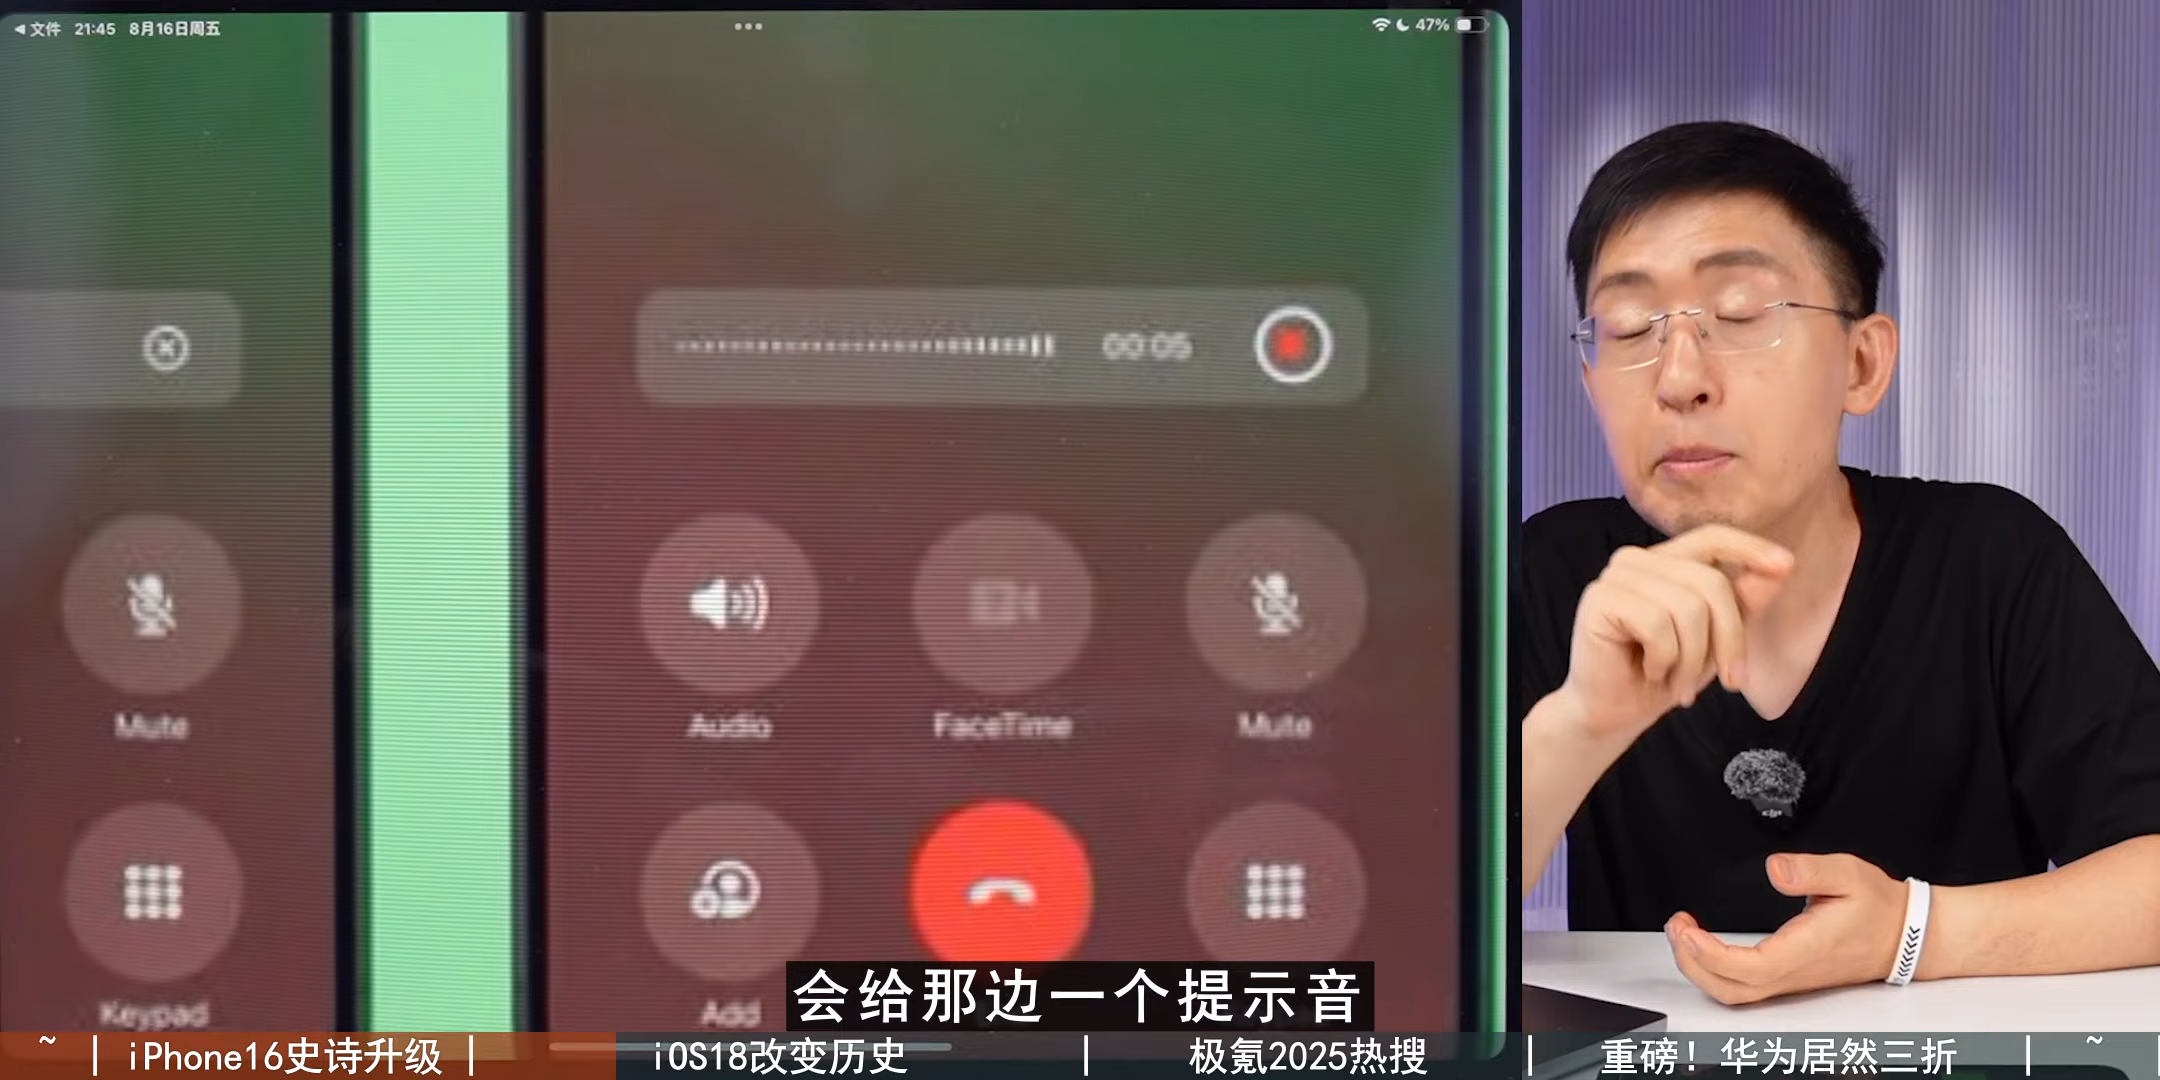 ◀ 文件 21:45 8月16日周五
47%
00:05
Mute
Audio
FaceTime
Mute
Keypad
Add
会给那边一个提示音
~ | iPhone16史诗升级 | iOS18改变历史 | 极氪2025热搜 | 重磅！华为居然三折 | ~ |